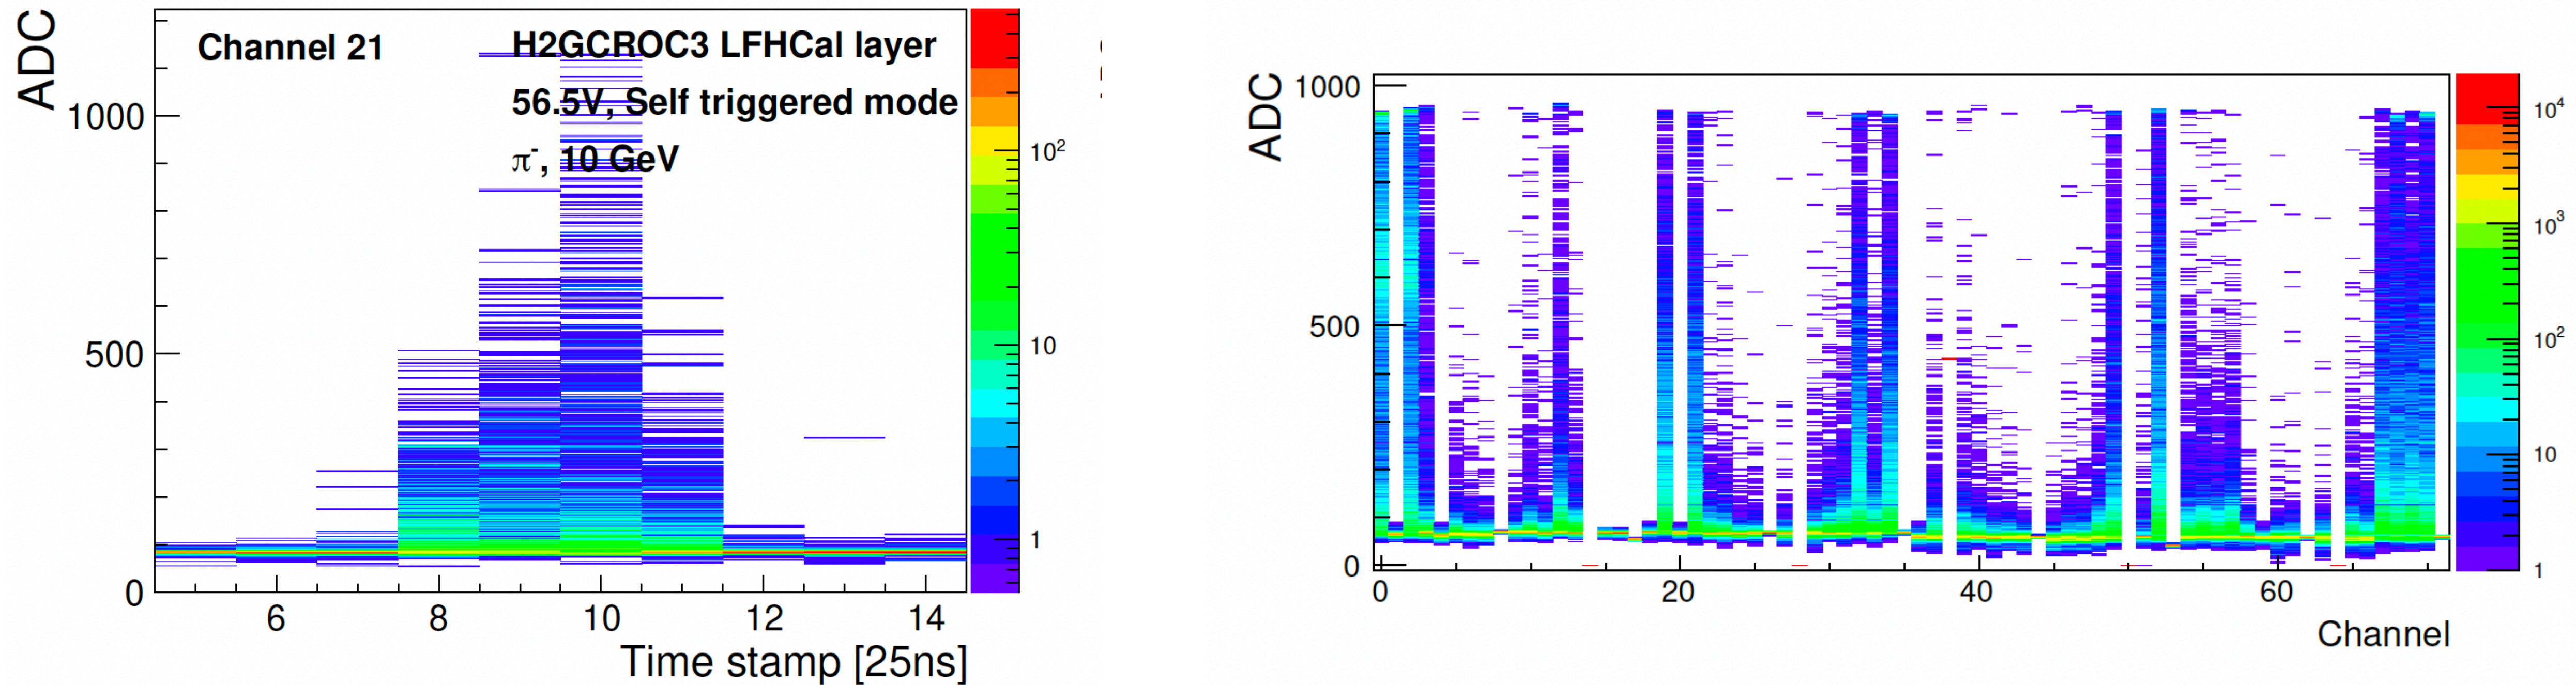 ADC
Channel 21
H2GCROC3 LFHCal layer
56.5V, Self triggered mode
π-, 10 GeV
1000
500
0
6 8 10 12 14
Time stamp [25ns]
10²
10
1
ADC
1000
500
0
0 20 40 60
Channel
10⁴
10³
10²
10
1